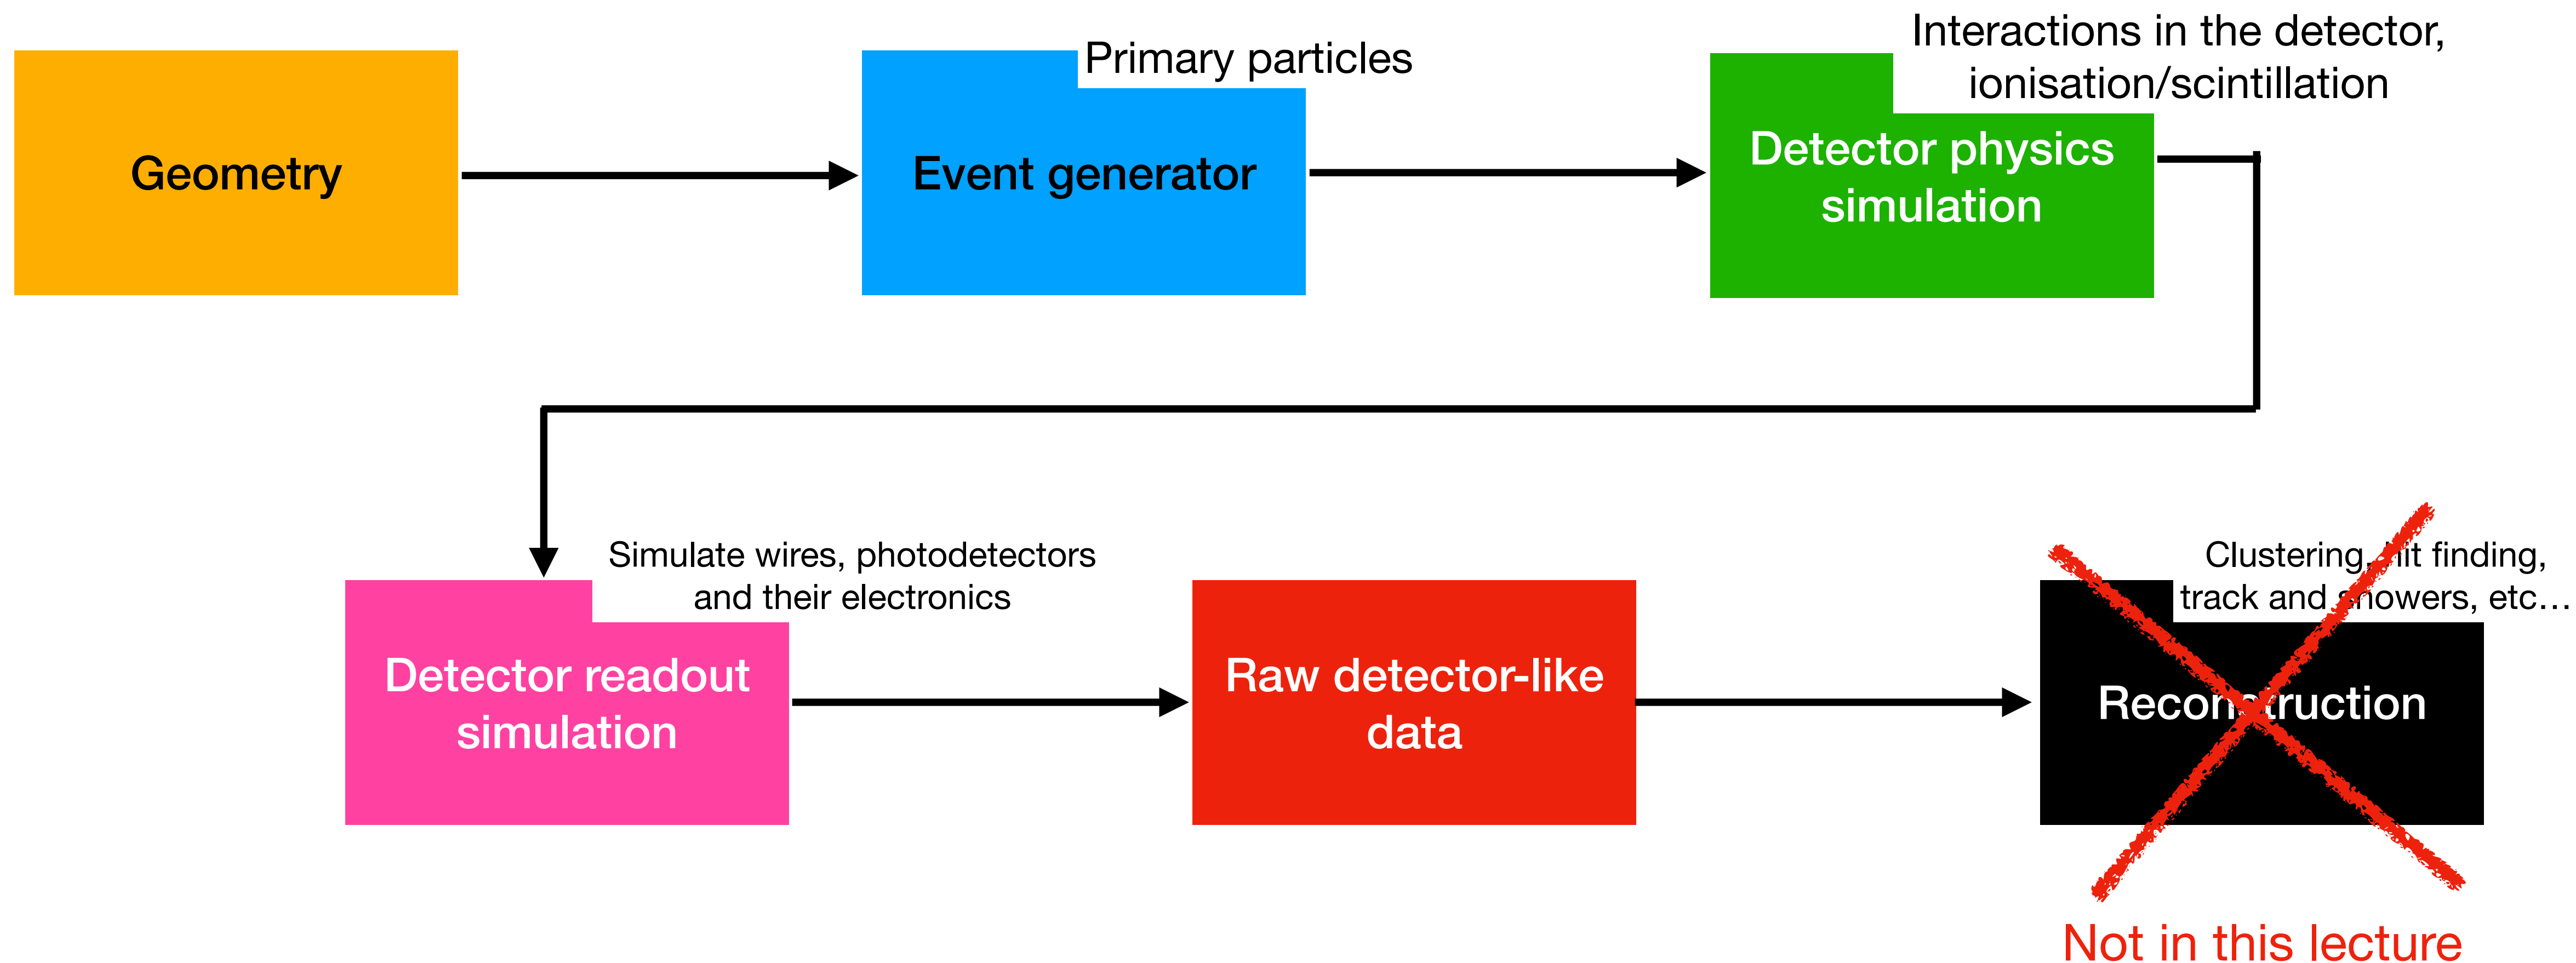 Geometry
Primary particles
Event generator
Interactions in the detector,
ionisation/scintillation
Detector physics
simulation
Simulate wires, photodetectors
and their electronics
Detector readout
simulation
Raw detector-like
data
Clustering, hit finding,
track and showers, etc…
Reconstruction
Not in this lecture